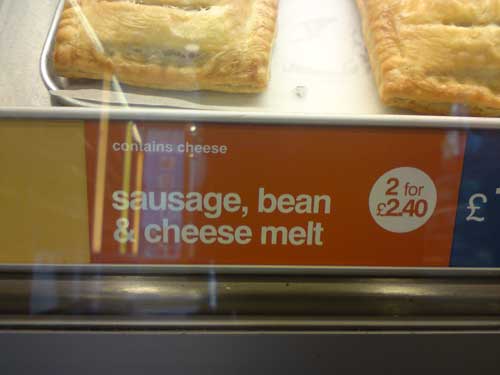 contains cheese
sausage, bean
& cheese melt
2 for
£2.40
£